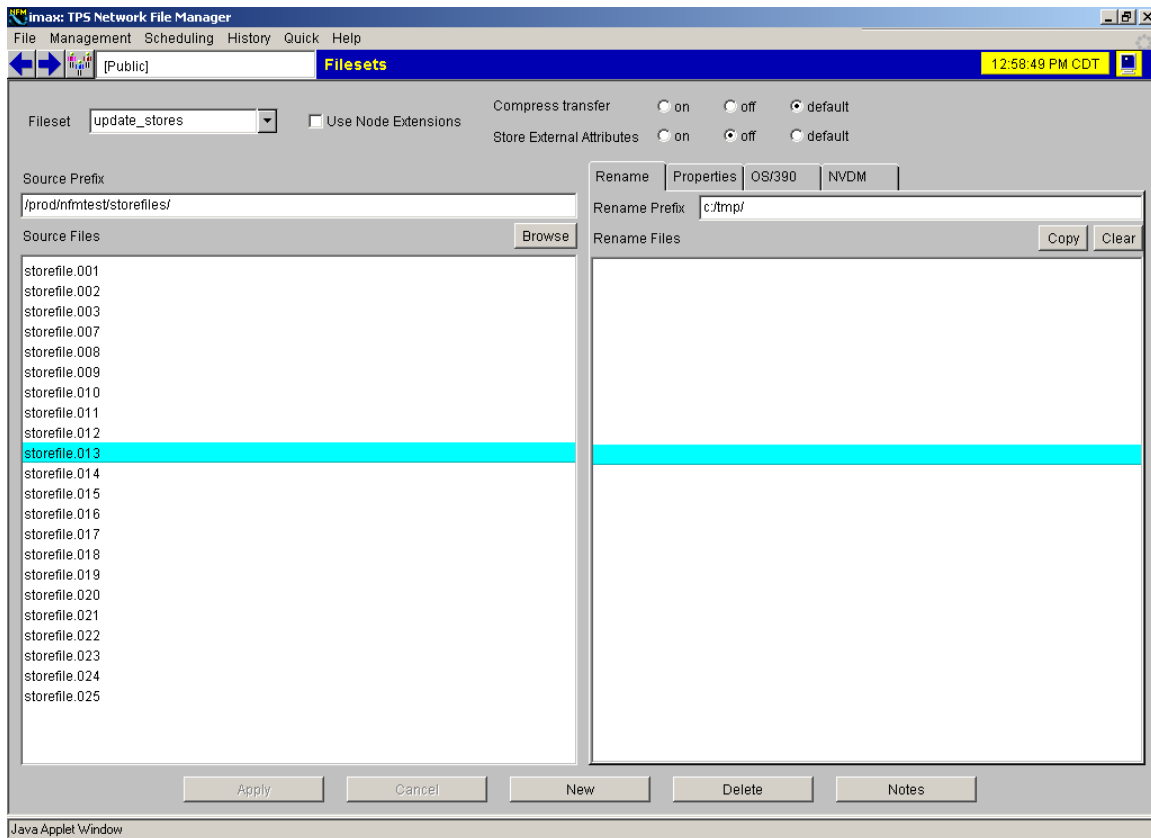 NFM imax: TPS Network File Manager
File Management Scheduling History Quick Help
[Public] Filesets 12:58:49 PM CDT
Compress transfer on off default
Fileset update_stores Use Node Extensions
Store External Attributes on off default
Source Prefix
/prod/nfmtest/storefiles/
Source Files Browse
storefile.001
storefile.002
storefile.003
storefile.007
storefile.008
storefile.009
storefile.010
storefile.011
storefile.012
storefile.013
storefile.014
storefile.015
storefile.016
storefile.017
storefile.018
storefile.019
storefile.020
storefile.021
storefile.022
storefile.023
storefile.024
storefile.025
Rename Properties OS/390 NVDM
Rename Prefix c:/tmp/
Rename Files Copy Clear
Apply Cancel New Delete Notes
Java Applet Window